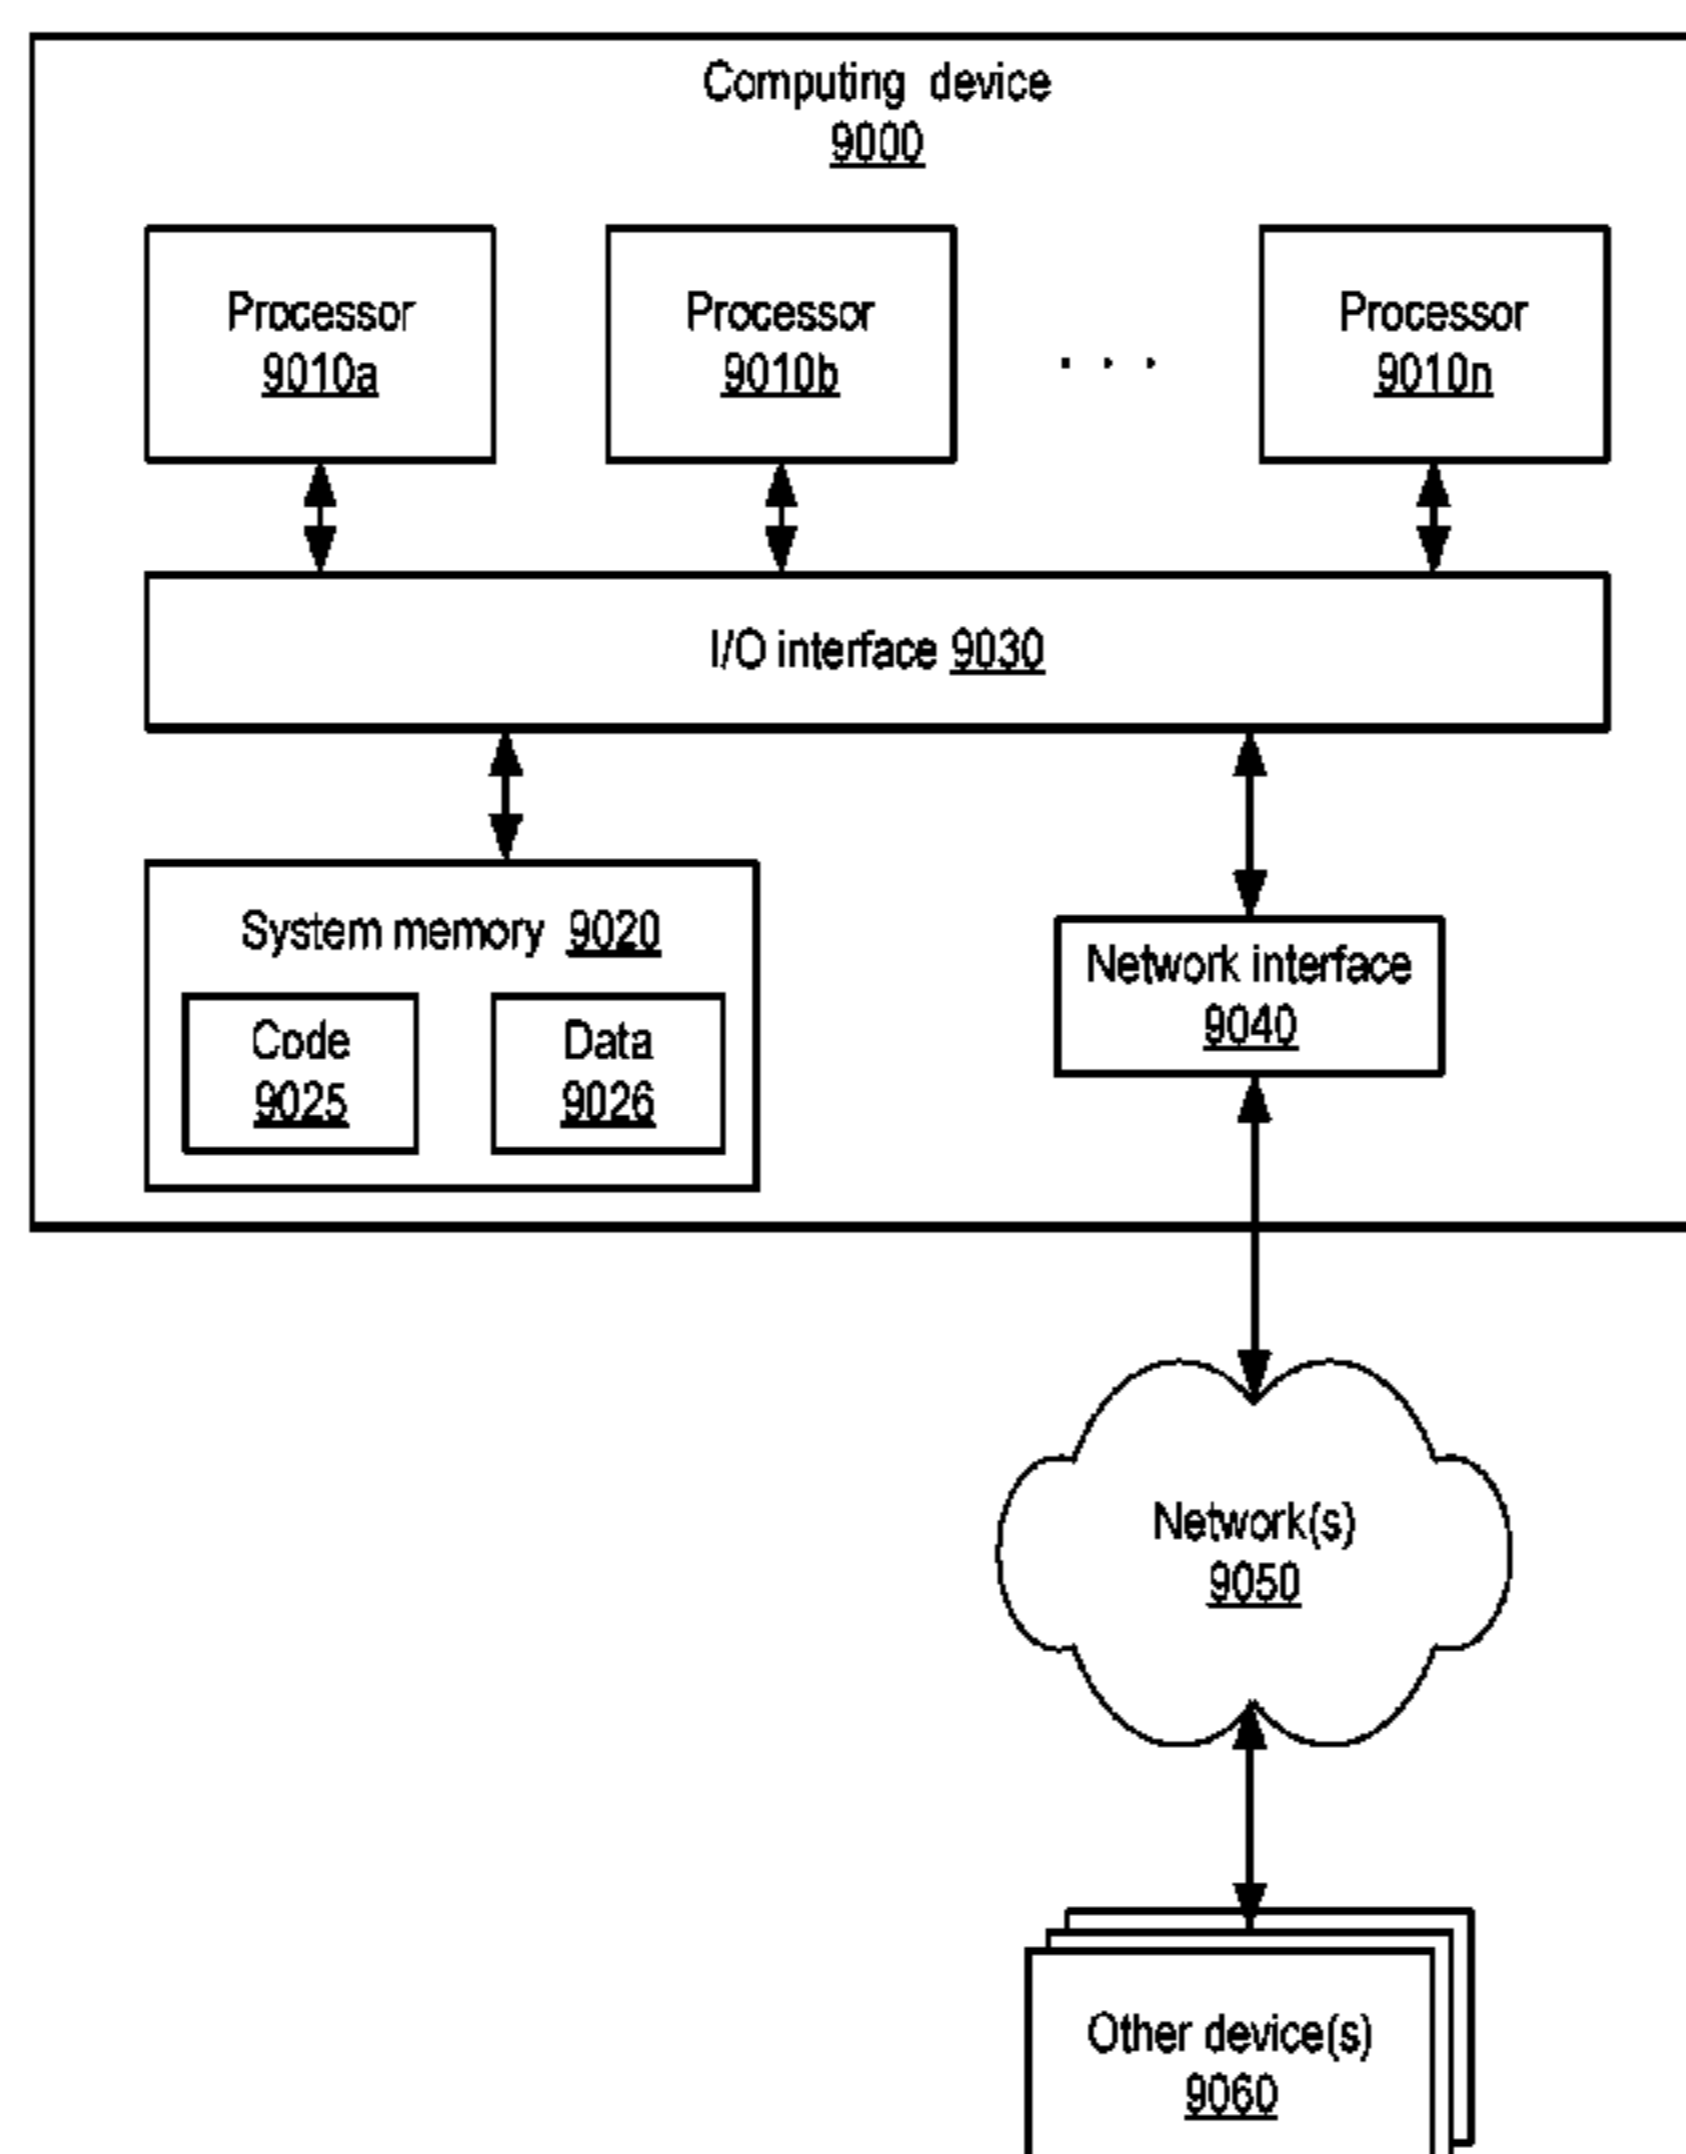 Computing device
9000
Processor
9010a
Processor
9010b
. . .
Processor
9010n
I/O interface 9030
System memory 9020
Code
9025
Data
9026
Network interface
9040
Network(s)
9050
Other device(s)
9060